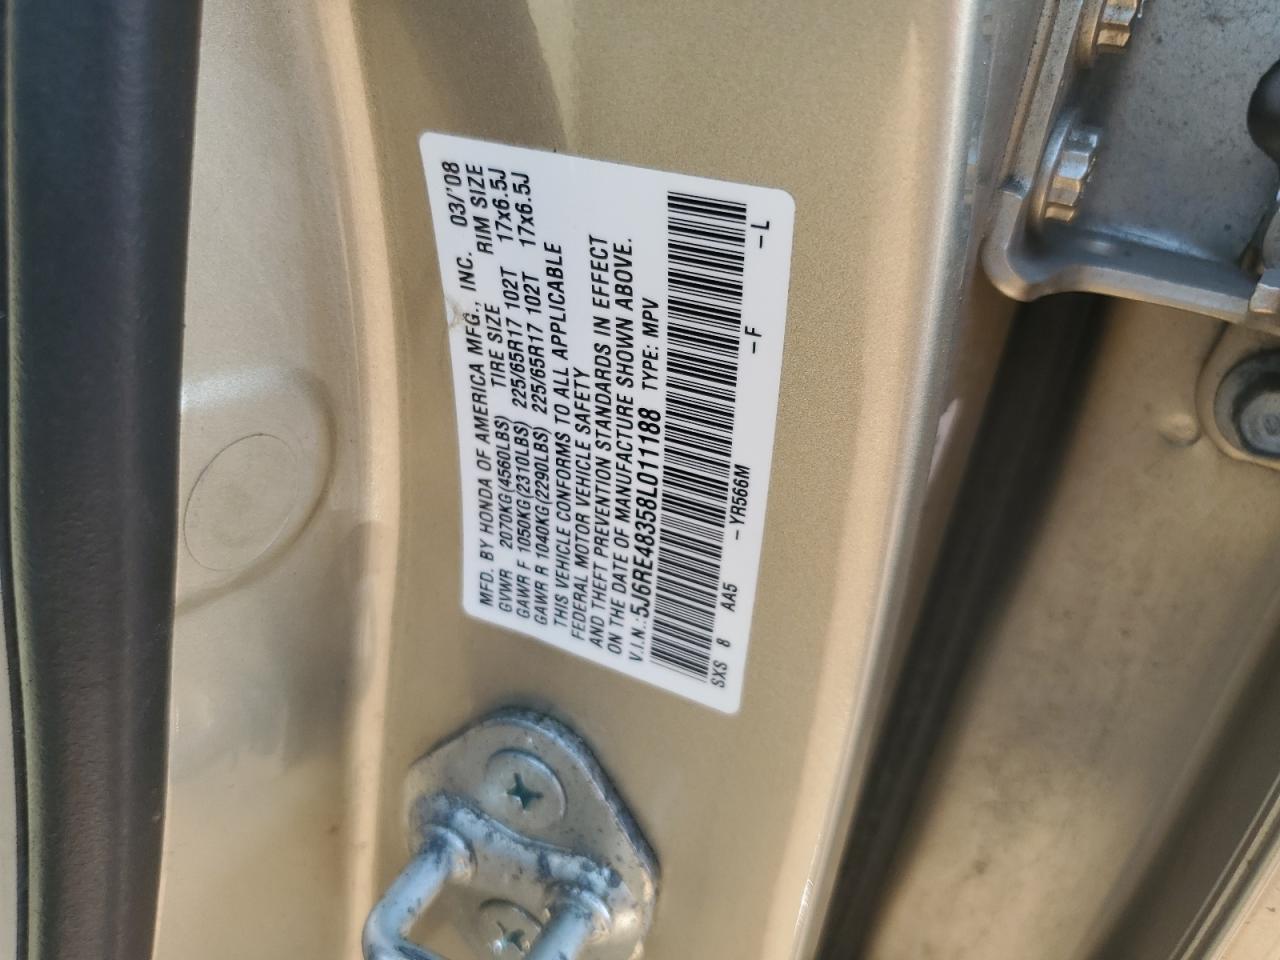 MFD. BY HONDA OF AMERICA MFG., INC. 03/'08
GVWR 2070KG(4560LBS) TIRE SIZE RIM SIZE
GAWR F 1050KG(2310LBS) 225/65R17 102T 17x6.5J
GAWR R 1040KG(2290LBS) 225/65R17 102T 17x6.5J
THIS VEHICLE CONFORMS TO ALL APPLICABLE
FEDERAL MOTOR VEHICLE SAFETY
AND THEFT PREVENTION STANDARDS IN EFFECT
ON THE DATE OF MANUFACTURE SHOWN ABOVE.
V.I.N.:5J6RE48358L011188 TYPE: MPV
SXS 8 AA5 -YR566M -F -L